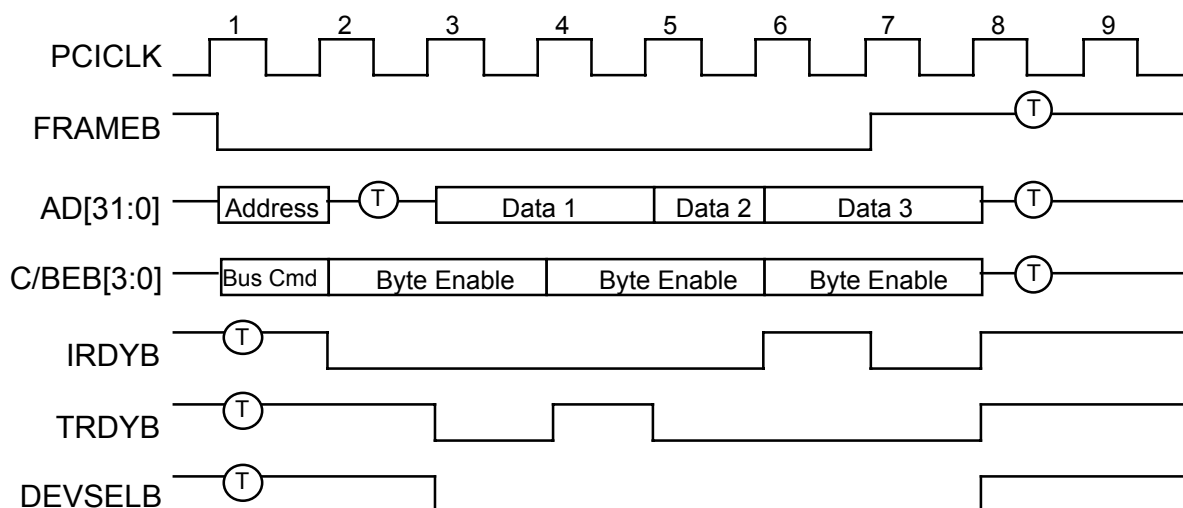 1 2 3 4 5 6 7 8 9
PCICLK
FRAMEB T
AD[31:0] Address T Data 1 Data 2 Data 3 T
C/BEB[3:0] Bus Cmd Byte Enable Byte Enable Byte Enable T
IRDYB T
TRDYB T
DEVSELB T